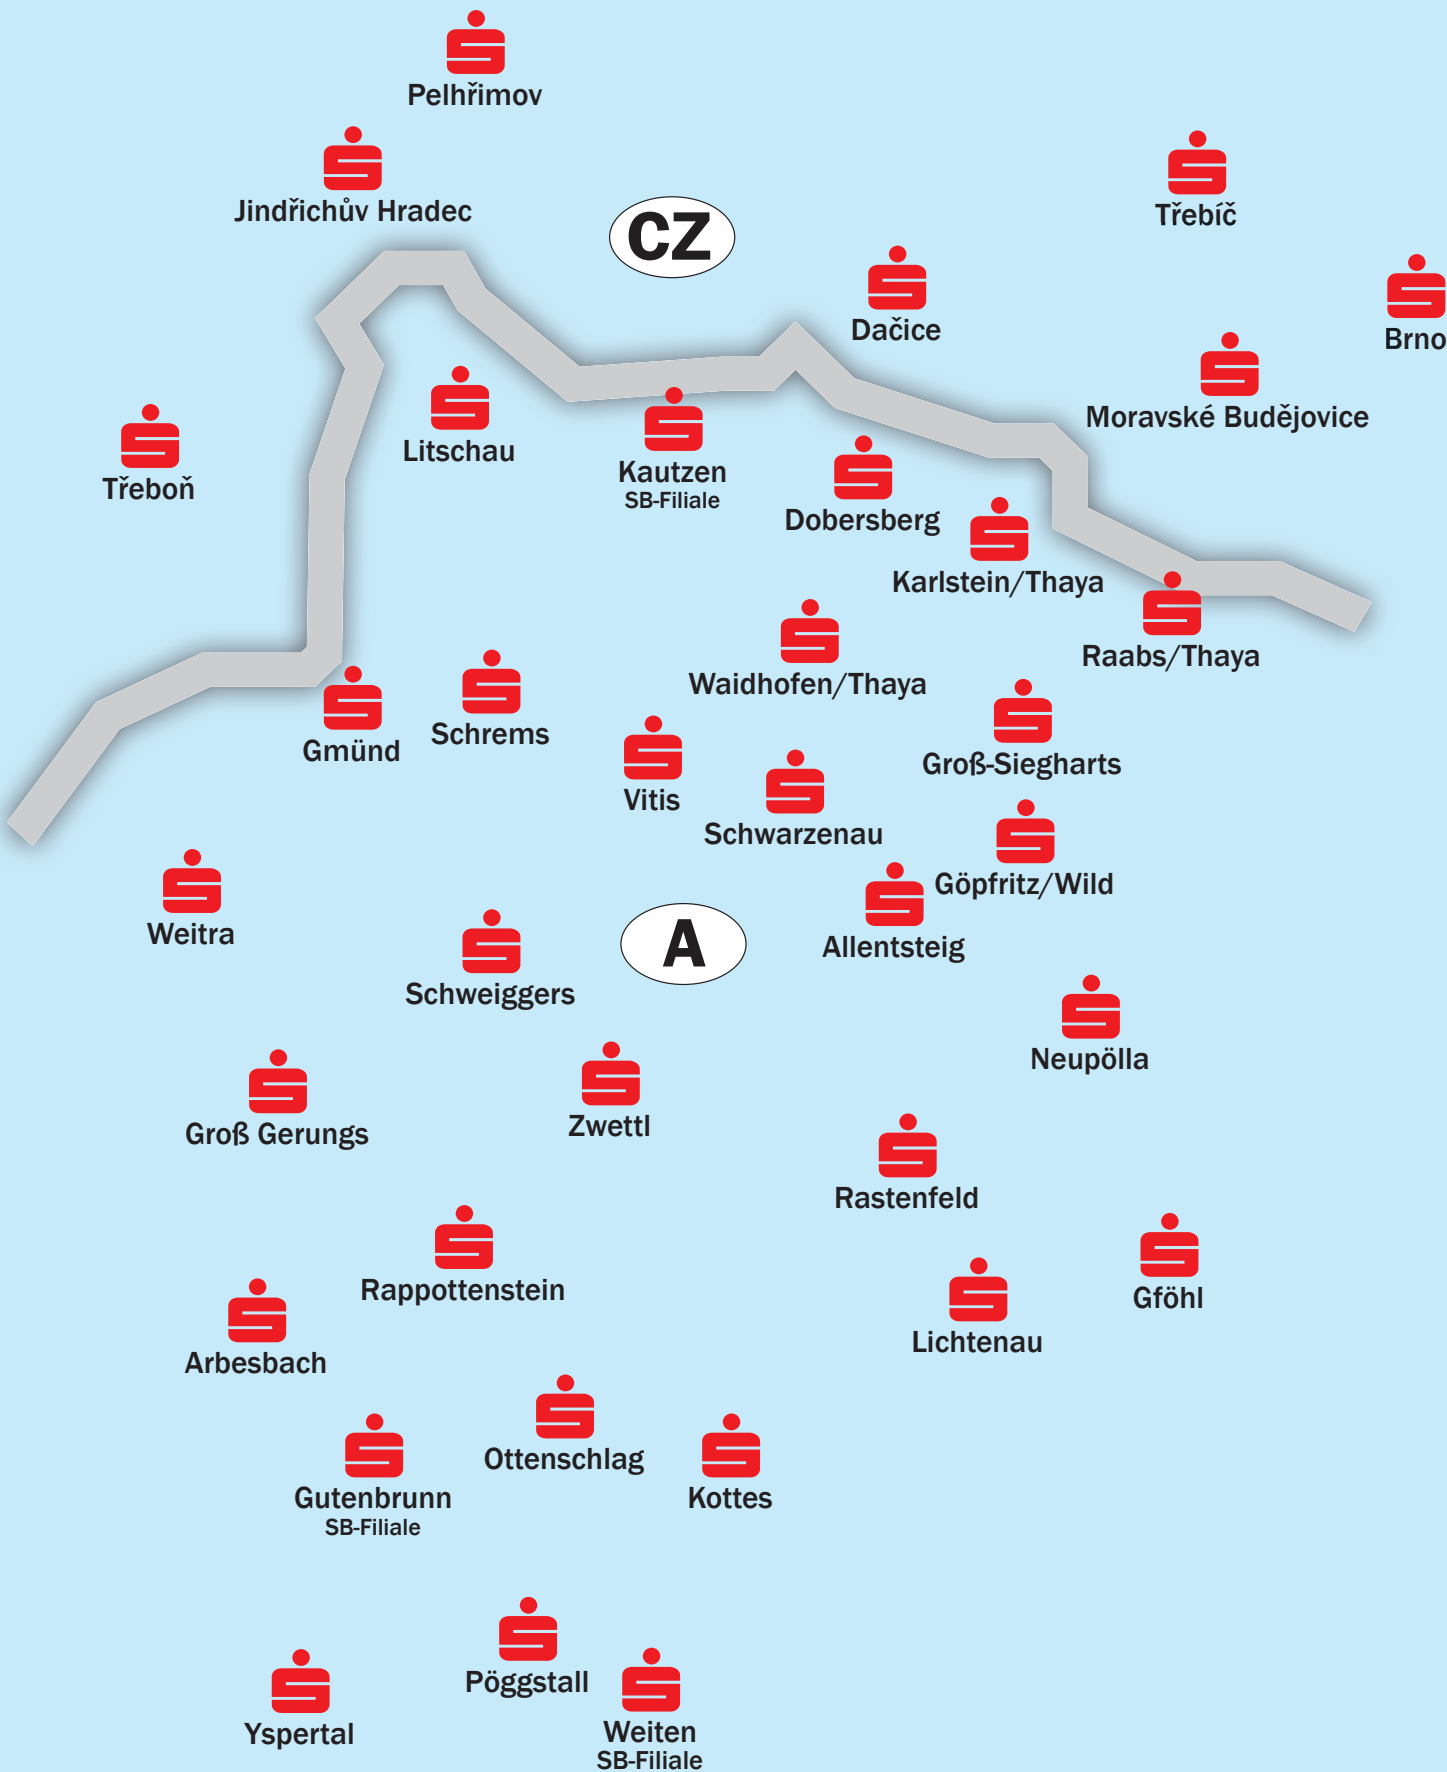 Pelhřimov
Jindřichův Hradec
CZ
Třebíč
Dačice
Brno
Moravské Budějovice
Litschau
Třeboň
Kautzen
SB-Filiale
Dobersberg
Karlstein/Thaya
Raabs/Thaya
Waidhofen/Thaya
Schrems
Gmünd
Groß-Siegharts
Vitis
Schwarzenau
Göpfritz/Wild
Weitra
A
Allentsteig
Schweiggers
Neupölla
Groß Gerungs
Zwettl
Rastenfeld
Rappottenstein
Gföhl
Lichtenau
Arbesbach
Ottenschlag
Gutenbrunn
SB-Filiale
Kottes
Pöggstall
Yspertal
Weiten
SB-Filiale